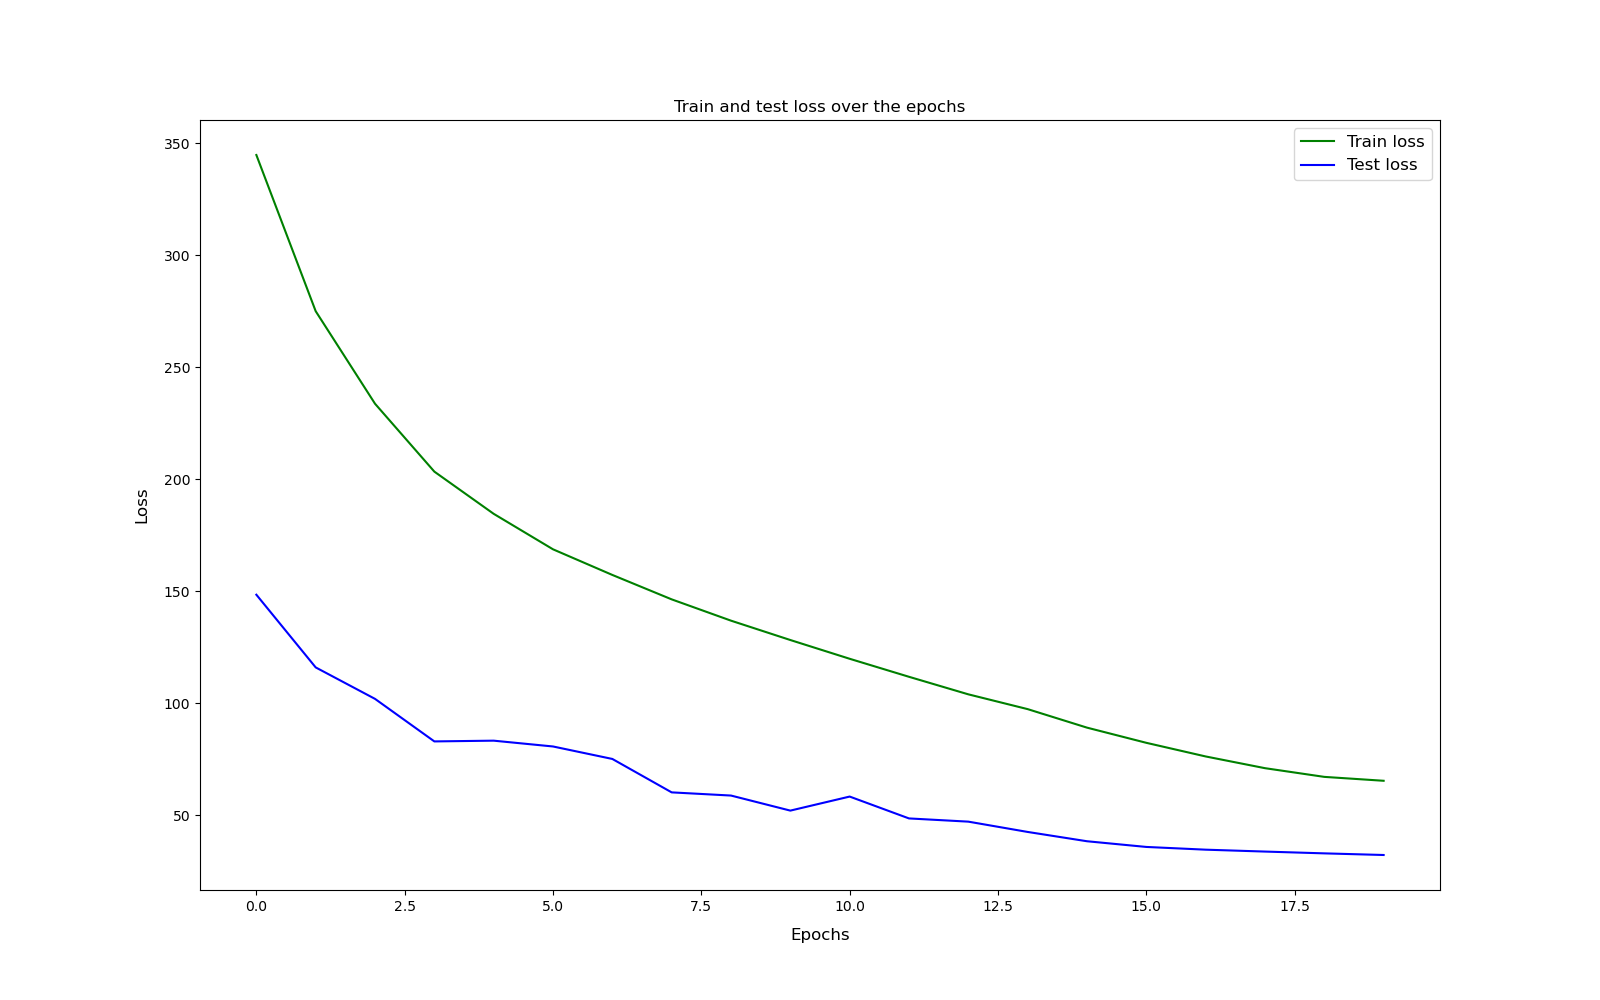 Train and test loss over the epochs
Train loss
Test loss
350
300
250
200
150
100
50
Loss
0.0 2.5 5.0 7.5 10.0 12.5 15.0 17.5
Epochs